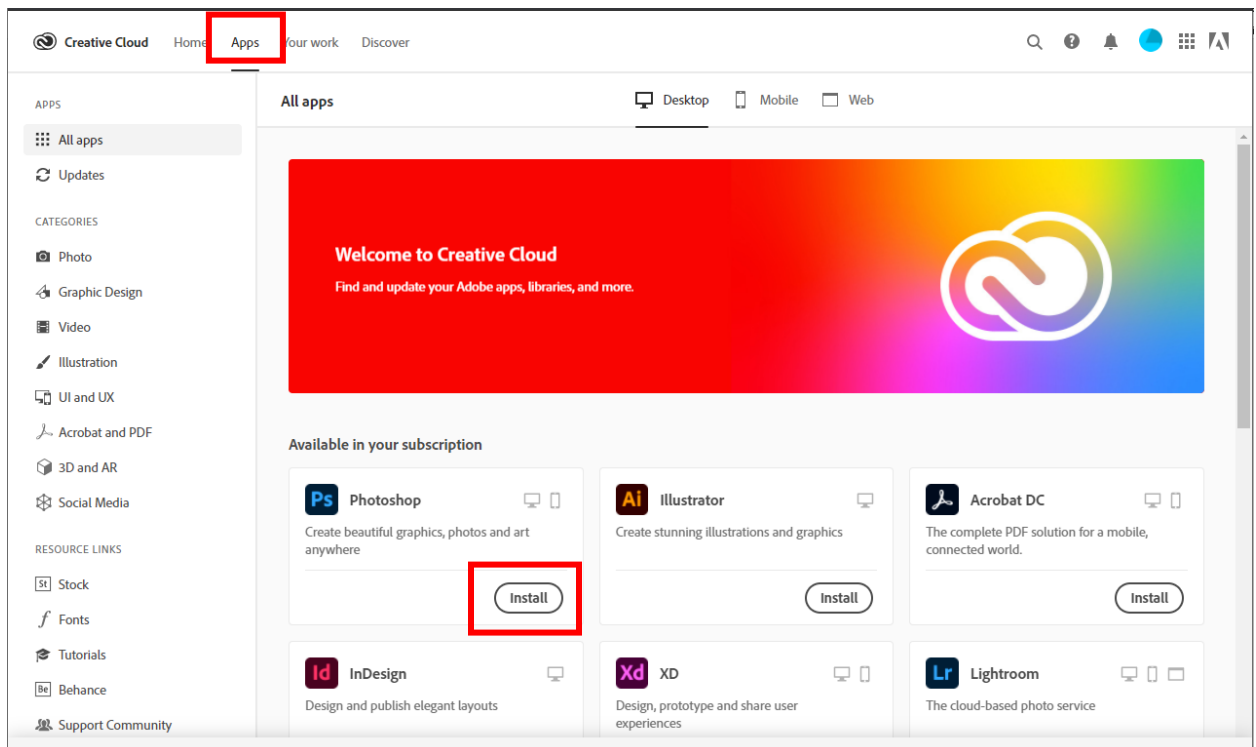 Creative Cloud Home Apps Your work Discover
APPS
All apps
Updates
CATEGORIES
Photo
Graphic Design
Video
Illustration
UI and UX
Acrobat and PDF
3D and AR
Social Media
RESOURCE LINKS
St Stock
Fonts
Tutorials
Be Behance
Support Community
All apps Desktop Mobile Web
Welcome to Creative Cloud
Find and update your Adobe apps, libraries, and more.
Available in your subscription
Ps Photoshop
Create beautiful graphics, photos and art
anywhere
Install
Ai Illustrator
Create stunning illustrations and graphics
Install
Acrobat DC
The complete PDF solution for a mobile,
connected world.
Install
Id InDesign
Design and publish elegant layouts
Xd XD
Design, prototype and share user
experiences
Lr Lightroom
The cloud-based photo service